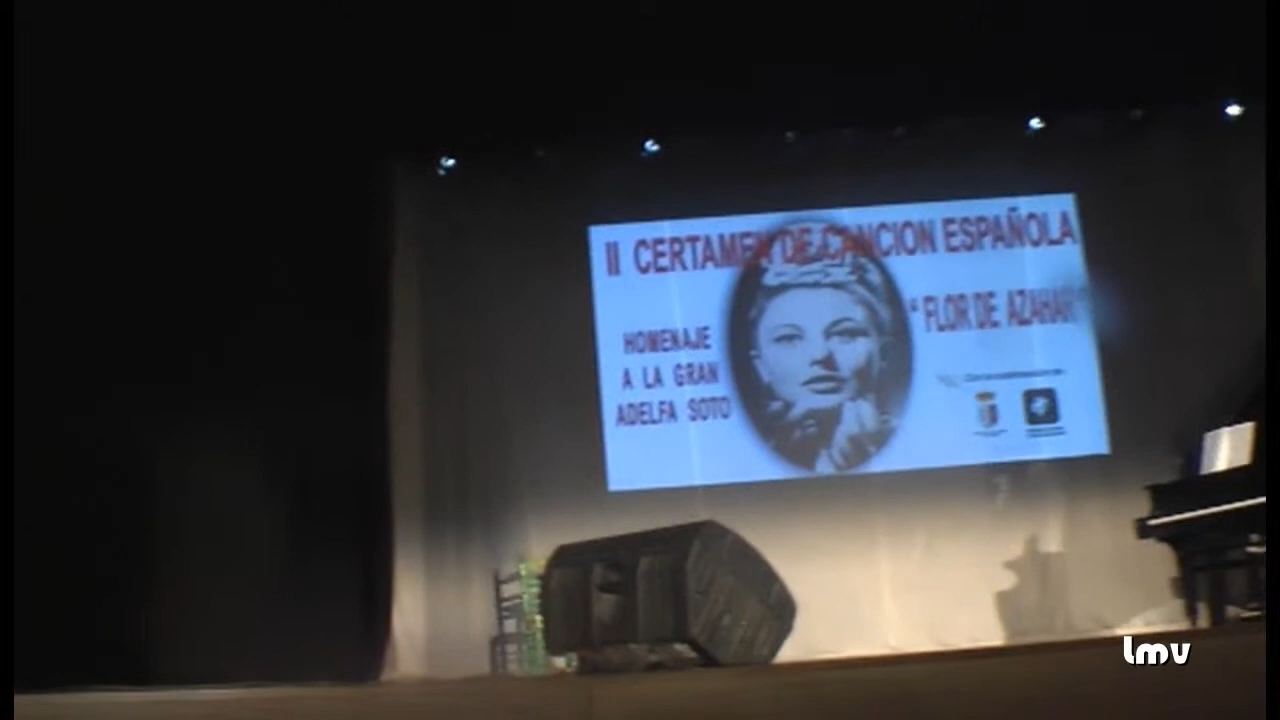 II CERTAMEN DE CANCION ESPAÑOLA
" FLOR DE AZAHAR "
HOMENAJE
A LA GRAN
ADELFA SOTO
lmv